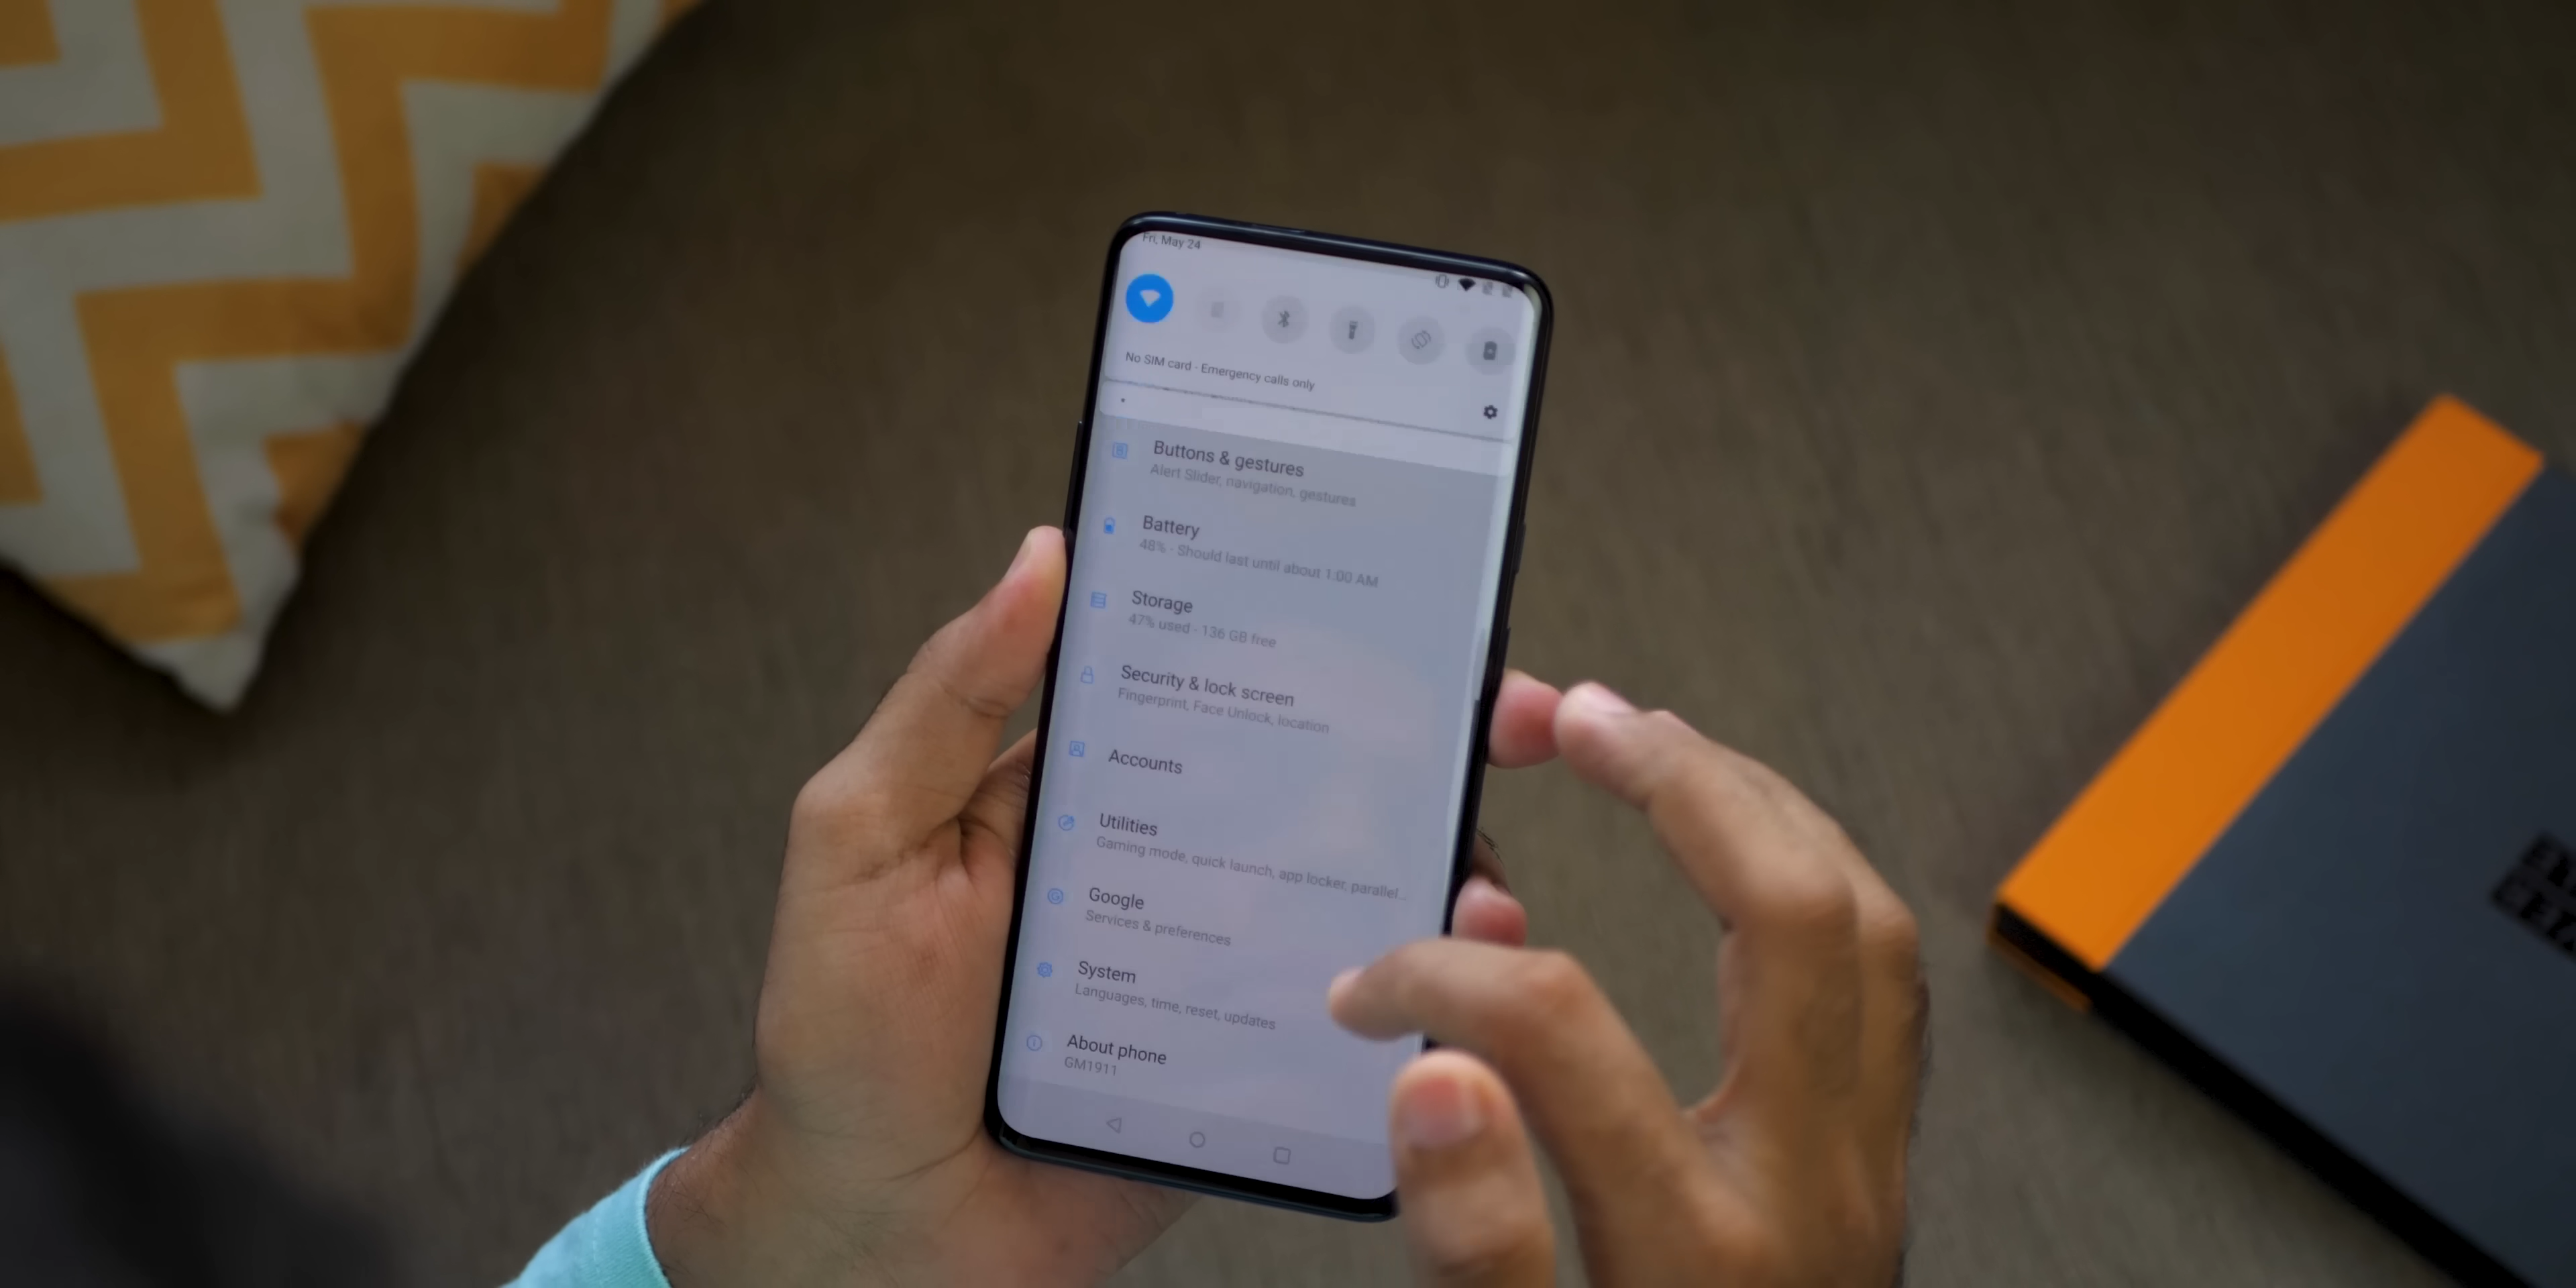 Fri, May 24
No SIM card - Emergency calls only
Buttons & gestures
Alert Slider, navigation, gestures
Battery
48% - Should last until about 1:00 AM
Storage
47% used - 136 GB free
Security & lock screen
Fingerprint, Face Unlock, location
Accounts
Utilities
Gaming mode, quick launch, app locker, parallel...
Google
Services & preferences
System
Languages, time, reset, updates
About phone
GM1911